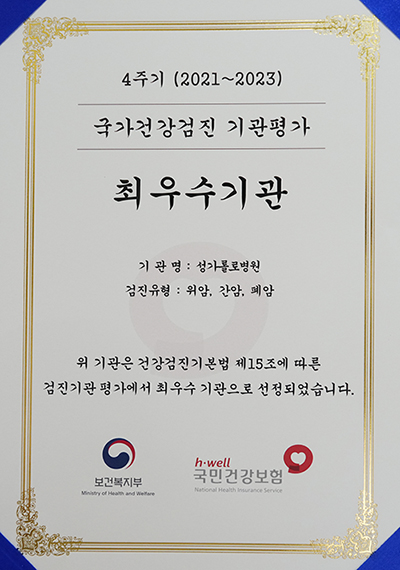 4주기 (2021~2023)
국가건강검진 기관평가
최우수기관
기 관 명 : 성가롤로병원
검진유형 : 위암, 간암, 폐암
위 기관은 건강검진기본법 제15조에 따른
검진기관 평가에서 최우수 기관으로 선정되었습니다.
보건복지부
Ministry of Health and Welfare
h·well
국민건강보험
National Health Insurance Service